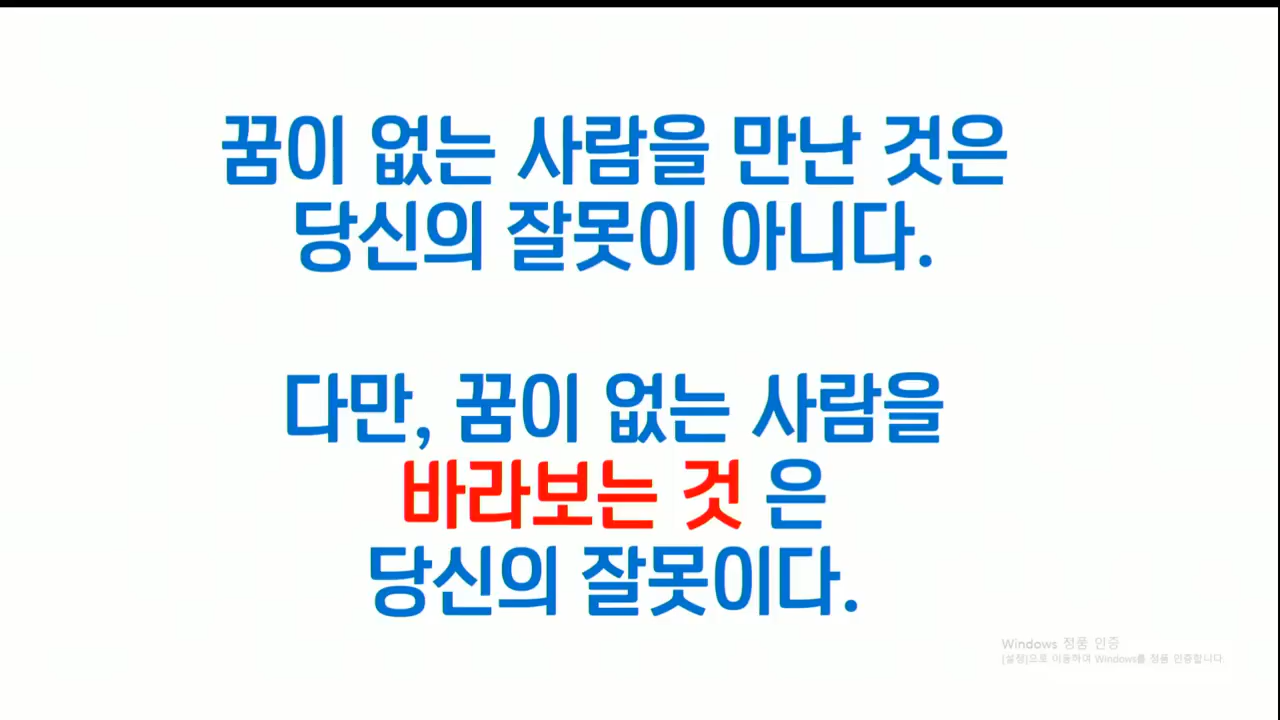 꿈이 없는 사람을 만난 것은
당신의 잘못이 아니다.
다만, 꿈이 없는 사람을
바라보는 것 은
당신의 잘못이다.
Windows 정품 인증
[설정]으로 이동하여 Windows를 정품 인증합니다.